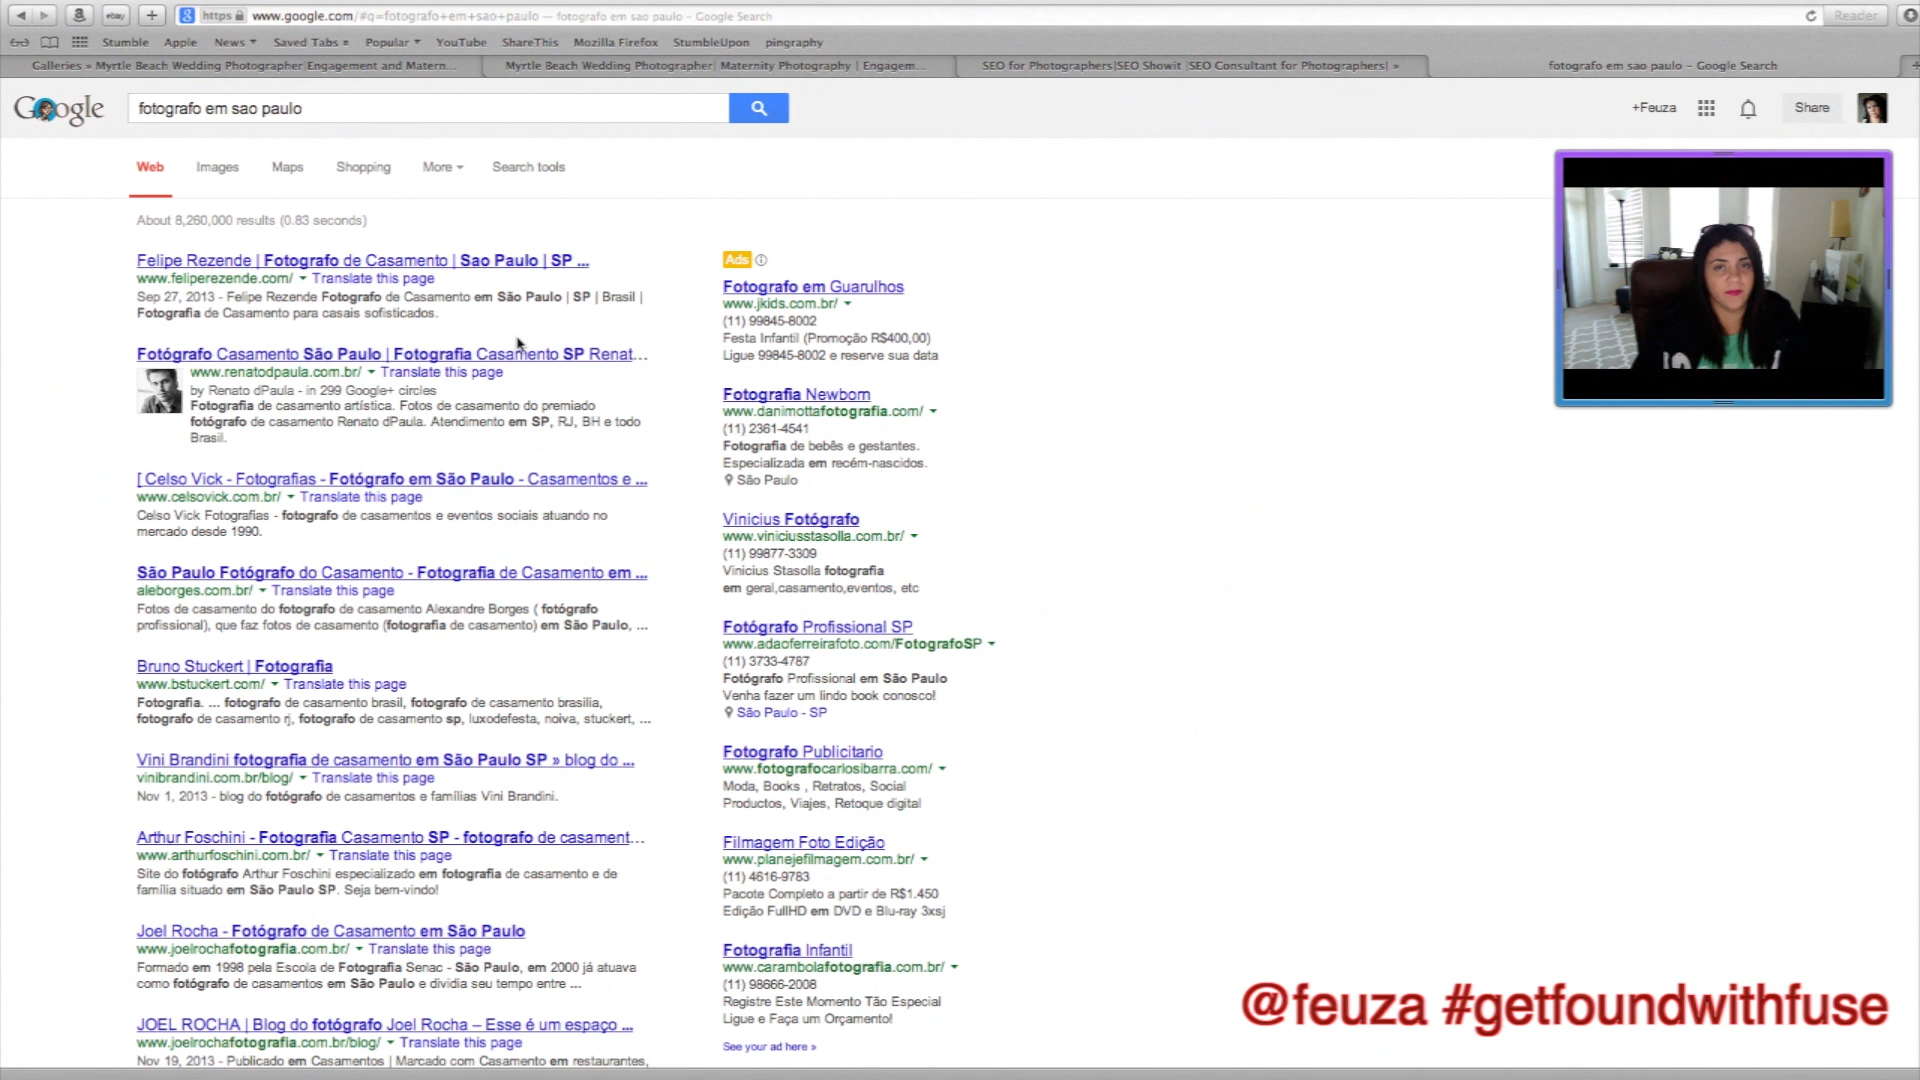 ebay
https www.google.com/#q=fotografo+em+sao+paulo — fotografo em sao paulo – Google Search
Reader
Stumble Apple News Saved Tabs Popular YouTube ShareThis Mozilla Firefox StumbleUpon pingraphy
Galleries » Myrtle Beach Wedding Photographer|Engagement and Matern...
Myrtle Beach Wedding Photographer| Maternity Photography | Engagem...
SEO for Photographers|SEO Showit |SEO Consultant for Photographers| »
fotografo em sao paulo – Google Search
Google
fotografo em sao paulo
+Feuza
Share
Web Images Maps Shopping More Search tools
About 8,260,000 results (0.83 seconds)
Felipe Rezende | Fotografo de Casamento | Sao Paulo | SP ...
www.feliperezende.com/ Translate this page
Sep 27, 2013 - Felipe Rezende Fotografo de Casamento em São Paulo | SP | Brasil |
Fotografia de Casamento para casais sofisticados.
Fotógrafo Casamento São Paulo | Fotografia Casamento SP Renat...
www.renatodpaula.com.br/ Translate this page
by Renato dPaula - in 299 Google+ circles
Fotografia de casamento artística. Fotos de casamento do premiado
fotógrafo de casamento Renato dPaula. Atendimento em SP, RJ, BH e todo
Brasil.
[ Celso Vick - Fotografias - Fotógrafo em São Paulo - Casamentos e ...
www.celsovick.com.br/ Translate this page
Celso Vick Fotografias - fotografo de casamentos e eventos sociais atuando no
mercado desde 1990.
São Paulo Fotógrafo do Casamento - Fotografia de Casamento em ...
aleborges.com.br/ Translate this page
Fotos de casamento do fotografo de casamento Alexandre Borges ( fotógrafo
profissional), que faz fotos de casamento (fotografia de casamento) em São Paulo, ...
Bruno Stuckert | Fotografia
www.bstuckert.com/ Translate this page
Fotografia. ... fotografo de casamento brasil, fotografo de casamento brasilia,
fotografo de casamento rj, fotografo de casamento sp, luxodefesta, noiva, stuckert, ...
Vini Brandini fotografia de casamento em São Paulo SP » blog do ...
vinibrandini.com.br/blog/ Translate this page
Nov 1, 2013 - blog do fotógrafo de casamentos e famílias Vini Brandini.
Arthur Foschini - Fotografia Casamento SP - fotografo de casament...
www.arthurfoschini.com.br/ Translate this page
Site do fotógrafo Arthur Foschini especializado em fotografia de casamento e de
família situado em São Paulo SP. Seja bem-vindo!
Joel Rocha - Fotógrafo de Casamento em São Paulo
www.joelrochafotografia.com.br/ Translate this page
Formado em 1998 pela Escola de Fotografia Senac - São Paulo, em 2000 já atuava
como fotógrafo de casamentos em São Paulo e dividia seu tempo entre ...
JOEL ROCHA | Blog do fotógrafo Joel Rocha – Esse é um espaço ...
www.joelrochafotografia.com.br/blog/ Translate this page
Nov 19, 2013 - Publicado em Casamentos | Marcado com Casamento em restaurantes,
Ads
Fotografo em Guarulhos
www.jkids.com.br/
(11) 99845-8002
Festa Infantil (Promoção R$400,00)
Ligue 99845-8002 e reserve sua data
Fotografia Newborn
www.danimottafotografia.com/
(11) 2361-4541
Fotografia de bebês e gestantes.
Especializada em recém-nascidos.
São Paulo
Vinicius Fotógrafo
www.viniciusstasolla.com.br/
(11) 99877-3309
Vinicius Stasolla fotografia
em geral,casamento,eventos, etc
Fotógrafo Profissional SP
www.adaoferreirafoto.com/FotografoSP
(11) 3733-4787
Fotógrafo Profissional em São Paulo
Venha fazer um lindo book conosco!
São Paulo - SP
Fotografo Publicitario
www.fotografocarlosibarra.com/
Moda, Books , Retratos, Social
Productos, Viajes, Retoque digital
Filmagem Foto Edição
www.planejefilmagem.com.br/
(11) 4616-9783
Pacote Completo a partir de R$1.450
Edição FullHD em DVD e Blu-ray 3xsj
Fotografia Infantil
www.carambolafotografia.com.br/
(11) 98666-2008
Registre Este Momento Tão Especial
Ligue e Faça um Orçamento!
See your ad here »
@feuza #getfoundwithfuse